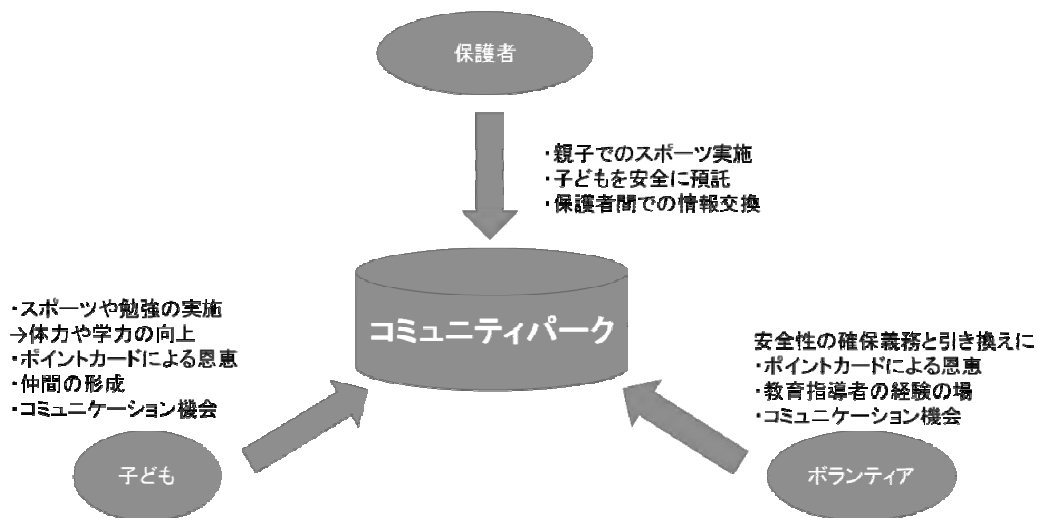 保護者
・親子でのスポーツ実施
・子どもを安全に預託
・保護者間での情報交換
コミュニティパーク
・スポーツや勉強の実施
→体力や学力の向上
・ポイントカードによる恩恵
・仲間の形成
・コミュニケーション機会
子ども
安全性の確保義務と引き換えに
・ポイントカードによる恩恵
・教育指導者の経験の場
・コミュニケーション機会
ボランティア